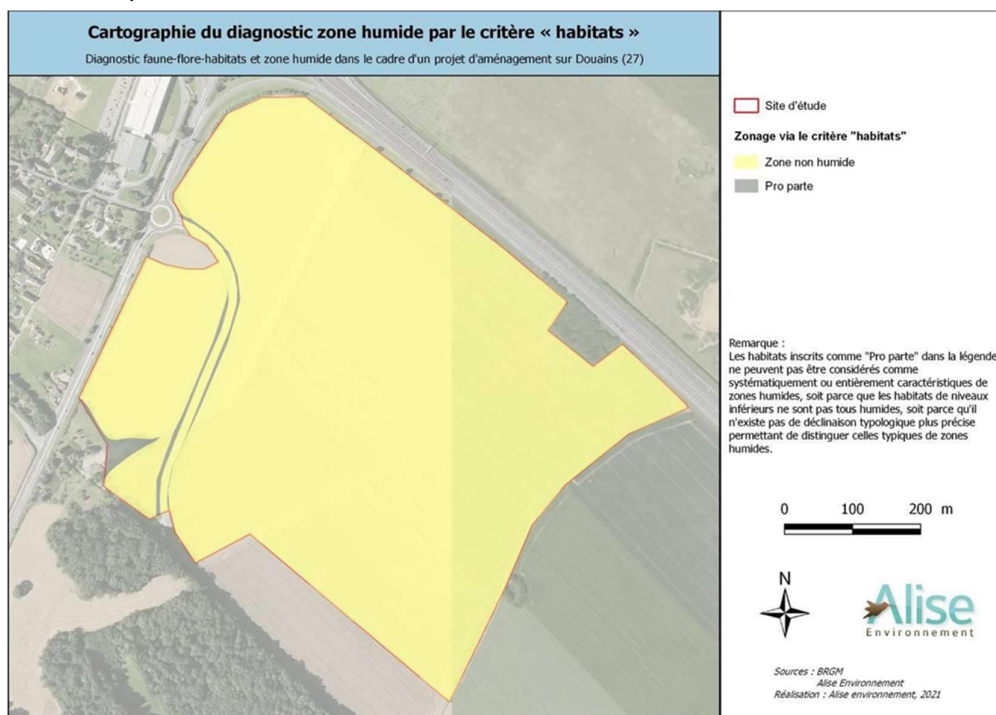 Cartographie du diagnostic zone humide par le critère « habitats »
Diagnostic faune-flore-habitats et zone humide dans le cadre d'un projet d'aménagement sur Douains (27)
Site d'étude
Zonage via le critère "habitats"
Zone non humide
Pro parte
Remarque :
Les habitats inscrits comme "Pro parte" dans la légende
ne peuvent pas être considérés comme
systématiquement ou entièrement caractéristiques de
zones humides, soit parce que les habitats de niveaux
inférieurs ne sont pas tous humides, soit parce qu'il
n'existe pas de déclinaison typologique plus précise
permettant de distinguer celles typiques de zones
humides.
0 100 200 m
N
Alise
Environnement
Sources : BRGM
Alise Environnement
Réalisation : Alise environnement, 2021